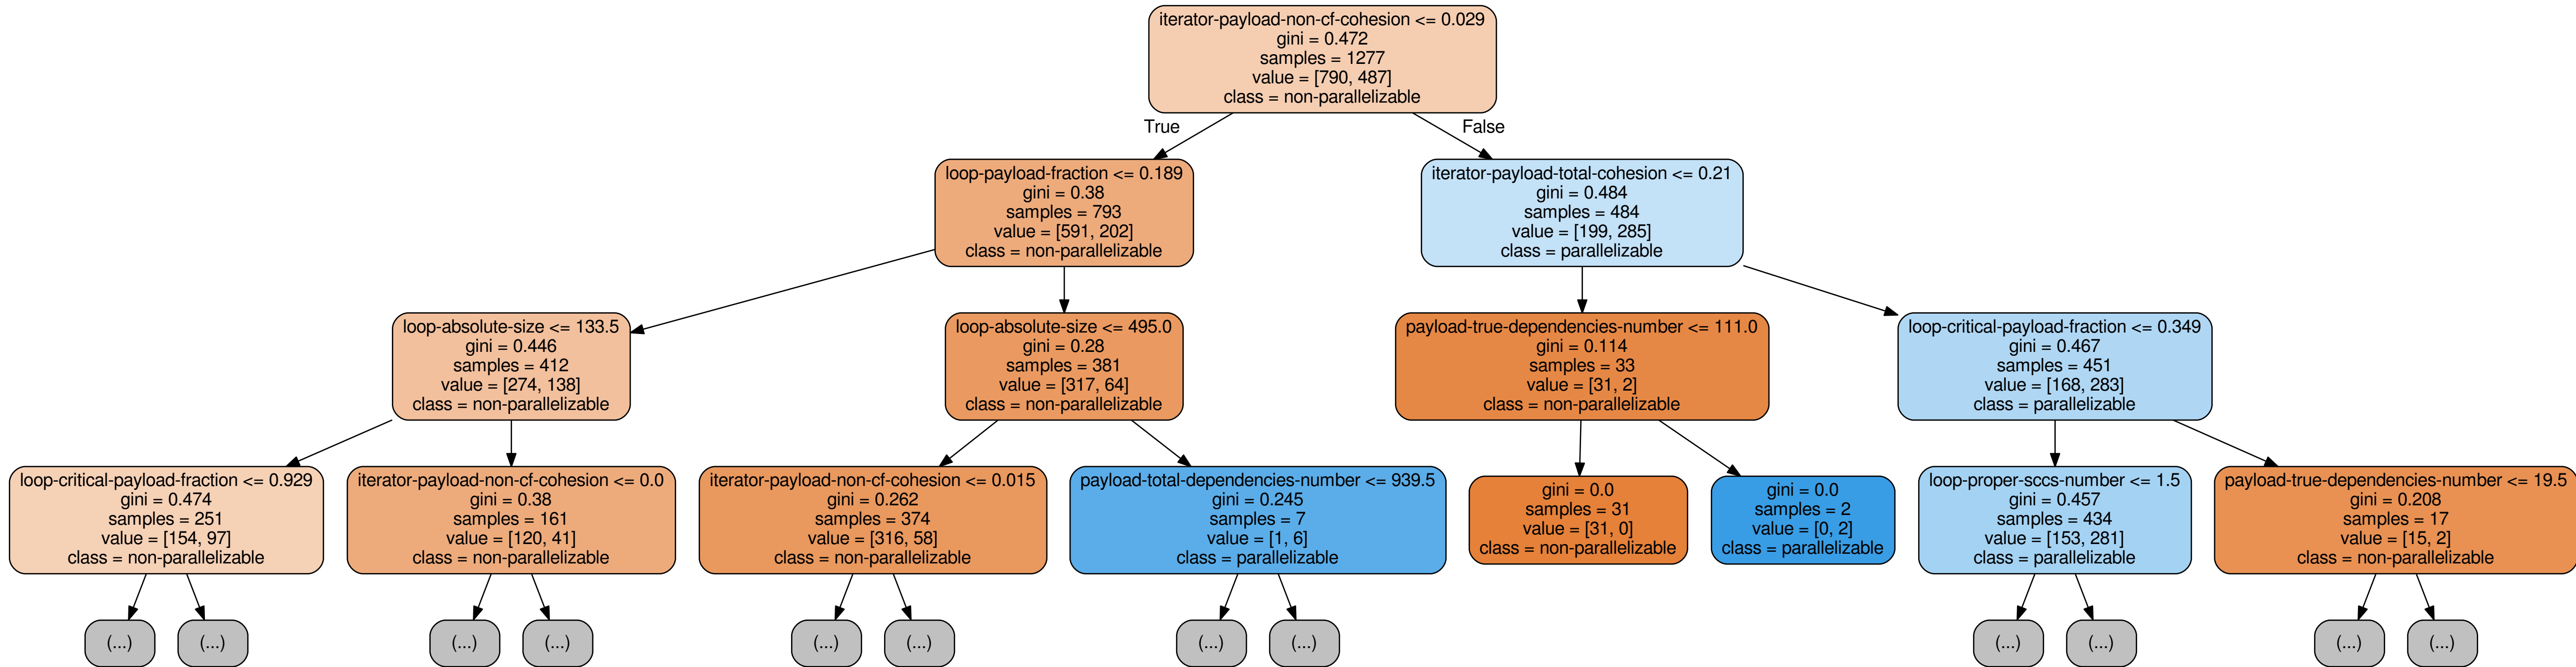 iterator-payload-non-cf-cohesion <= 0.029
gini = 0.472
samples = 1277
value = [790, 487]
class = non-parallelizable
True
False
loop-payload-fraction <= 0.189
gini = 0.38
samples = 793
value = [591, 202]
class = non-parallelizable
iterator-payload-total-cohesion <= 0.21
gini = 0.484
samples = 484
value = [199, 285]
class = parallelizable
loop-absolute-size <= 133.5
gini = 0.446
samples = 412
value = [274, 138]
class = non-parallelizable
loop-absolute-size <= 495.0
gini = 0.28
samples = 381
value = [317, 64]
class = non-parallelizable
payload-true-dependencies-number <= 111.0
gini = 0.114
samples = 33
value = [31, 2]
class = non-parallelizable
loop-critical-payload-fraction <= 0.349
gini = 0.467
samples = 451
value = [168, 283]
class = parallelizable
loop-critical-payload-fraction <= 0.929
gini = 0.474
samples = 251
value = [154, 97]
class = non-parallelizable
iterator-payload-non-cf-cohesion <= 0.0
gini = 0.38
samples = 161
value = [120, 41]
class = non-parallelizable
iterator-payload-non-cf-cohesion <= 0.015
gini = 0.262
samples = 374
value = [316, 58]
class = non-parallelizable
payload-total-dependencies-number <= 939.5
gini = 0.245
samples = 7
value = [1, 6]
class = parallelizable
gini = 0.0
samples = 31
value = [31, 0]
class = non-parallelizable
gini = 0.0
samples = 2
value = [0, 2]
class = parallelizable
loop-proper-sccs-number <= 1.5
gini = 0.457
samples = 434
value = [153, 281]
class = parallelizable
payload-true-dependencies-number <= 19.5
gini = 0.208
samples = 17
value = [15, 2]
class = non-parallelizable
(...)
(...)
(...)
(...)
(...)
(...)
(...)
(...)
(...)
(...)
(...)
(...)